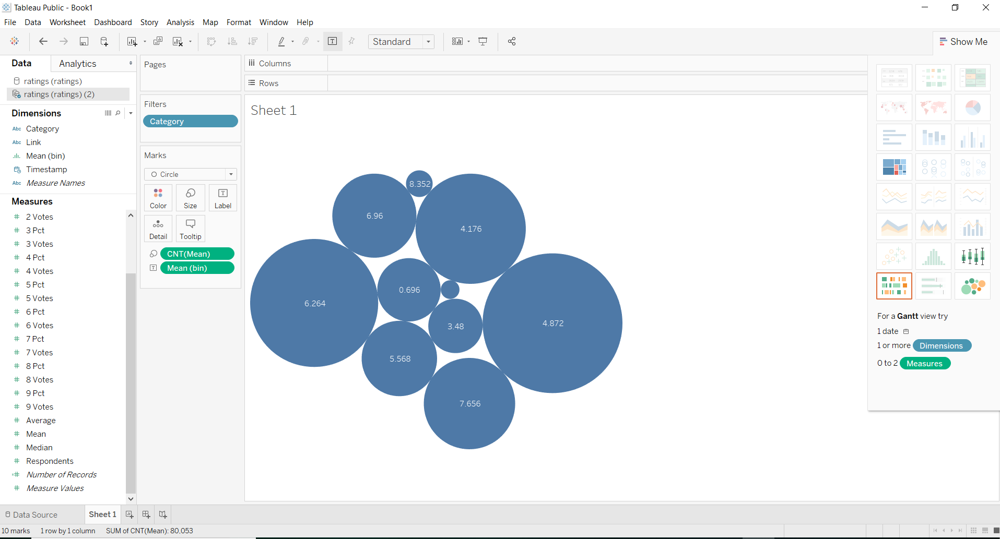 Tableau Public - Book1
File Data Worksheet Dashboard Story Analysis Map Format Window Help
Standard
Show Me
Data Analytics
ratings (ratings)
ratings (ratings) (2)
Dimensions
Abc Category
Abc Link
Mean (bin)
Timestamp
Abc Measure Names
Measures
2 Votes
3 Pct
3 Votes
4 Pct
4 Votes
5 Pct
5 Votes
6 Pct
6 Votes
7 Pct
7 Votes
8 Pct
8 Votes
9 Pct
9 Votes
Average
Mean
Median
Respondents
Number of Records
Measure Values
Pages
Filters
Category
Marks
Circle
Color Size Label
Detail Tooltip
CNT(Mean)
Mean (bin)
Columns
Rows
Sheet 1
8.352
6.96
4.176
0.696
6.264
3.48
4.872
5.568
7.656
For a Gantt view try
1 date
1 or more Dimensions
0 to 2 Measures
Data Source Sheet 1
10 marks 1 row by 1 column SUM of CNT(Mean): 80,053